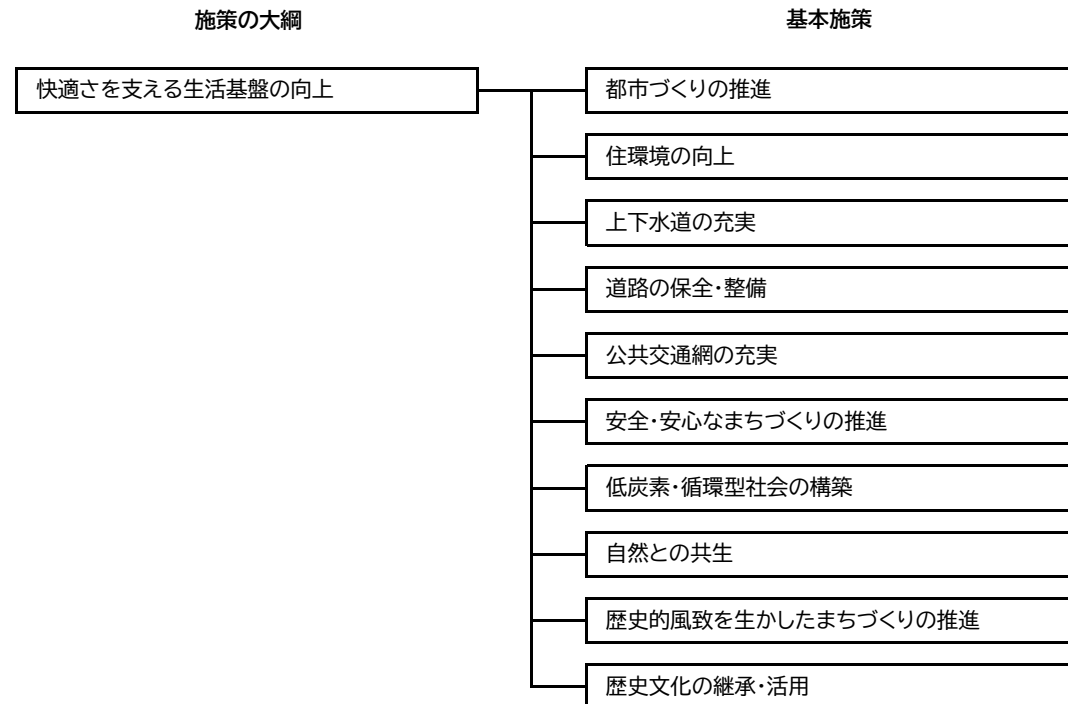 施策の大綱
基本施策
快適さを支える生活基盤の向上
都市づくりの推進
住環境の向上
上下水道の充実
道路の保全・整備
公共交通網の充実
安全・安心なまちづくりの推進
低炭素・循環型社会の構築
自然との共生
歴史的風致を生かしたまちづくりの推進
歴史文化の継承・活用